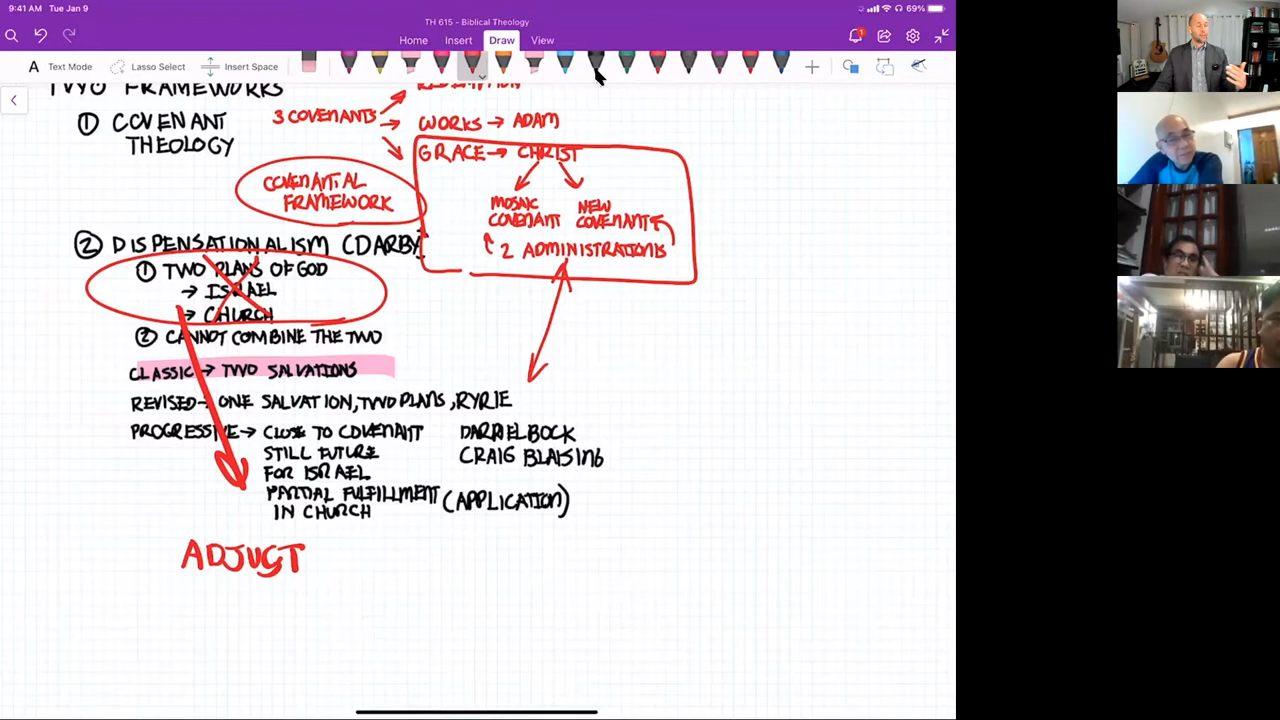 9:41 AM Tue Jan 9
69%
TH 615 - Biblical Theology
Home Insert Draw View
1
A Text Mode Lasso Select Insert Space
TWO FRAMEWORKS
REDEMPTION
3 COVENANTS
① COVENANT
THEOLOGY
WORKS → ADAM
GRACE → CHRIST
COVENANTIAL
FRAMEWORK
MOSAIC
COVENANT
NEW
COVENANT
2 ADMINISTRATIONS
② DISPENSATIONALISM (DARBY)
① TWO PLANS OF GOD
→ ISRAEL
→ CHURCH
② CANNOT COMBINE THE TWO
CLASSIC → TWO SALVATIONS
REVISED → ONE SALVATION, TWO PLANS, RYRIE
PROGRESSIVE → CLOSE TO COVENANT
STILL FUTURE
FOR ISRAEL
PARTIAL FULFILLMENT
IN CHURCH
(APPLICATION)
DARRELBOCK
CRAIG BLAISING
ADJUST